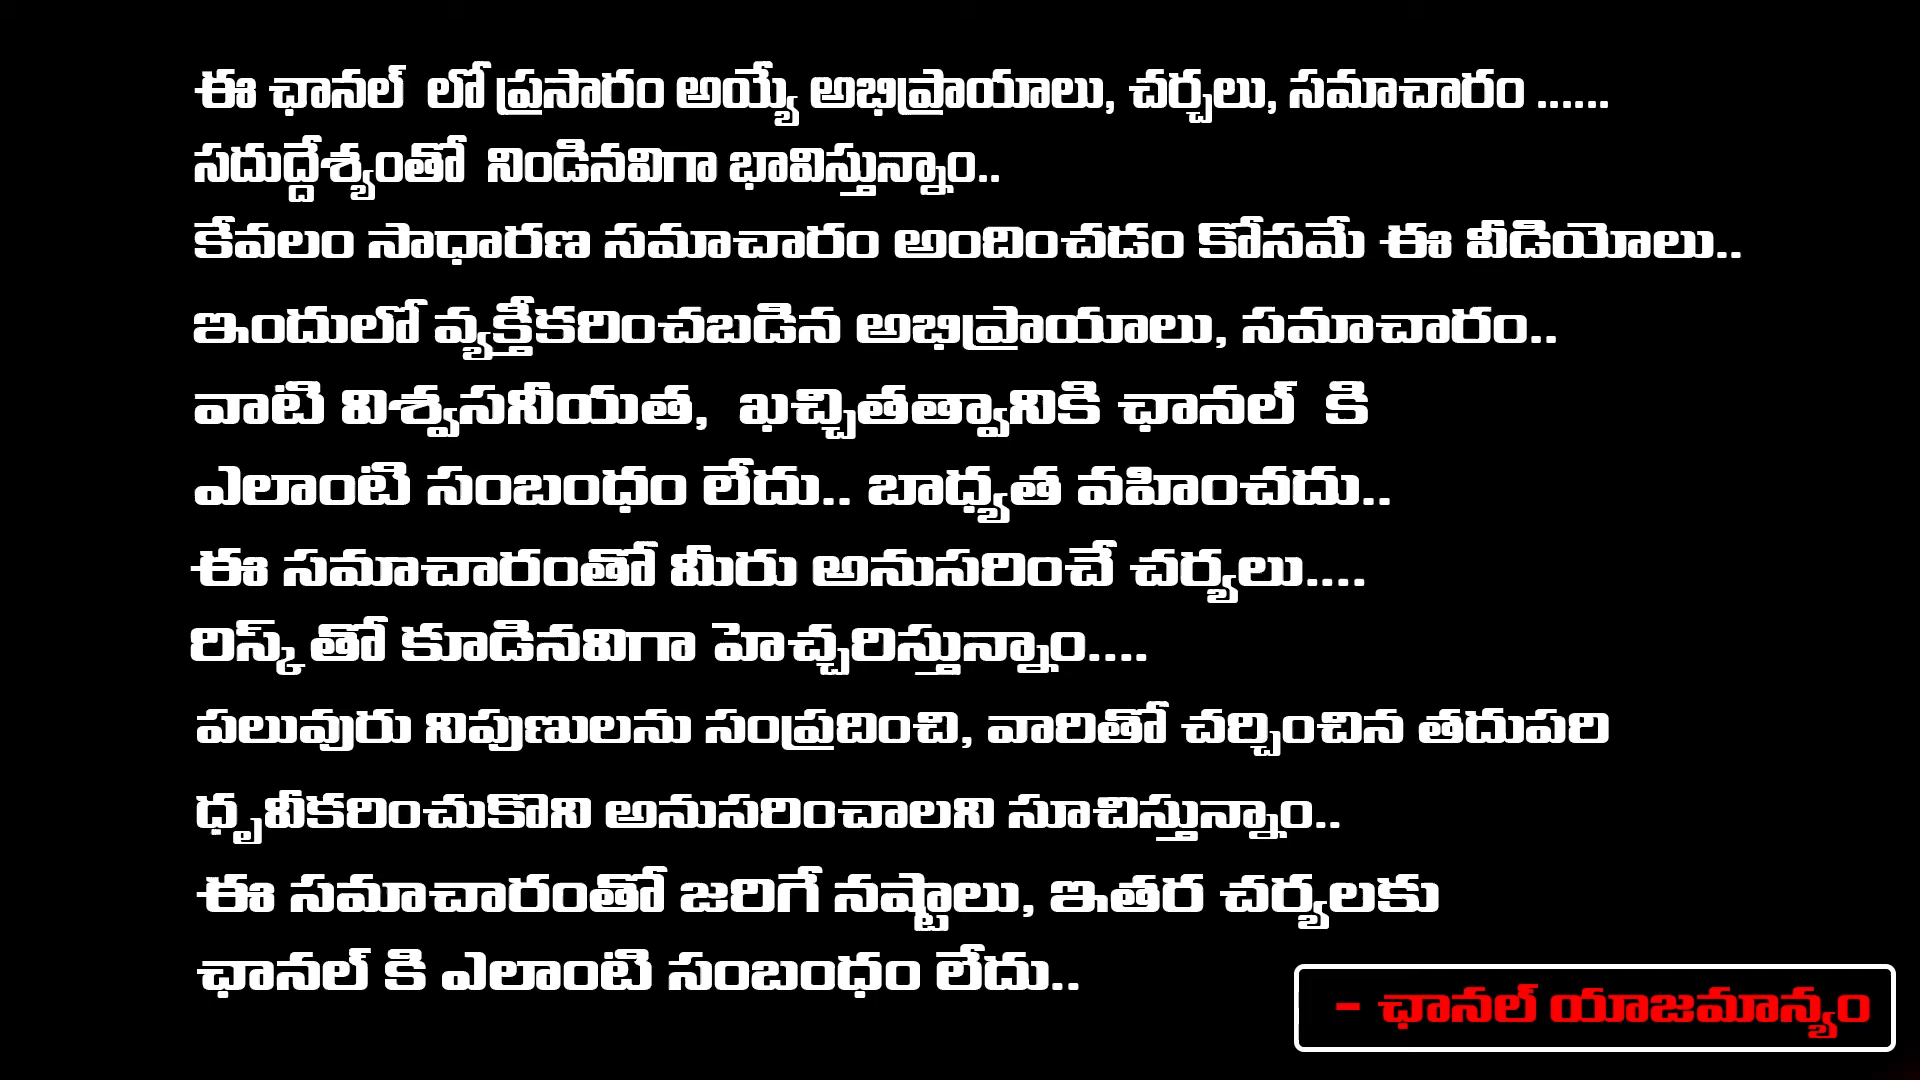 ఈ ఛానల్ లో ప్రసారం అయ్యే అభిప్రాయాలు, చర్చలు, సమాచారం ......
సదుద్దేశ్యంతో నిండినవిగా భావిస్తున్నాం..
కేవలం సాధారణ సమాచారం అందించడం కోసమే ఈ వీడియోలు..
ఇందులో వ్యక్తీకరించబడిన అభిప్రాయాలు, సమాచారం..
వాటి విశ్వసనీయత, ఖచ్చితత్వానికి ఛానల్ కి
ఎలాంటి సంబంధం లేదు.. బాధ్యత వహించదు..
ఈ సమాచారంతో మీరు అనుసరించే చర్యలు....
రిస్క్ తో కూడినవిగా హెచ్చరిస్తున్నాం....
పలువురు నిపుణులను సంప్రదించి, వారితో చర్చించిన తదుపరి
ధృవీకరించుకొని అనుసరించాలని సూచిస్తున్నాం..
ఈ సమాచారంతో జరిగే నష్టాలు, ఇతర చర్యలకు
ఛానల్ కి ఎలాంటి సంబంధం లేదు..
- ఛానల్ యాజమాన్యం